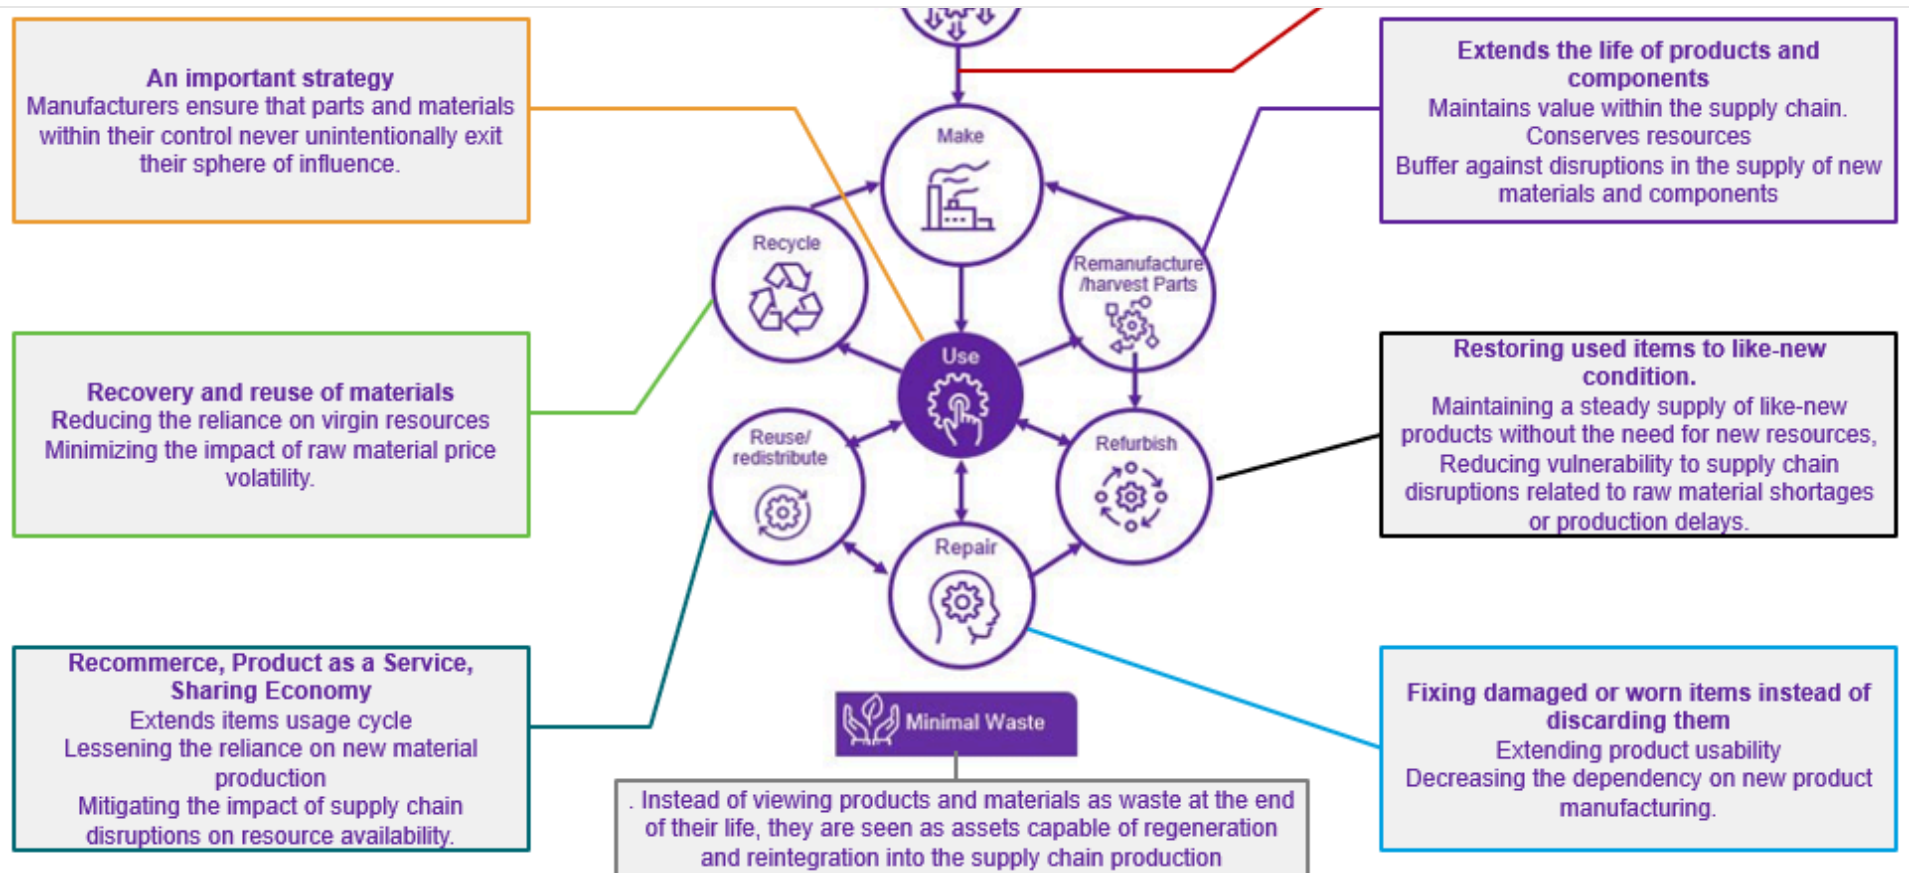 An important strategy
Manufacturers ensure that parts and materials
within their control never unintentionally exit
their sphere of influence.
Recovery and reuse of materials
Reducing the reliance on virgin resources
Minimizing the impact of raw material price
volatility.
Recommerce, Product as a Service,
Sharing Economy
Extends items usage cycle
Lessening the reliance on new material
production
Mitigating the impact of supply chain
disruptions on resource availability.
Make
Recycle
Remanufacture
/harvest Parts
Use
Reuse/
redistribute
Refurbish
Repair
Minimal Waste
. Instead of viewing products and materials as waste at the end
of their life, they are seen as assets capable of regeneration
and reintegration into the supply chain production
Extends the life of products and
components
Maintains value within the supply chain.
Conserves resources
Buffer against disruptions in the supply of new
materials and components
Restoring used items to like-new
condition.
Maintaining a steady supply of like-new
products without the need for new resources,
Reducing vulnerability to supply chain
disruptions related to raw material shortages
or production delays.
Fixing damaged or worn items instead of
discarding them
Extending product usability
Decreasing the dependency on new product
manufacturing.